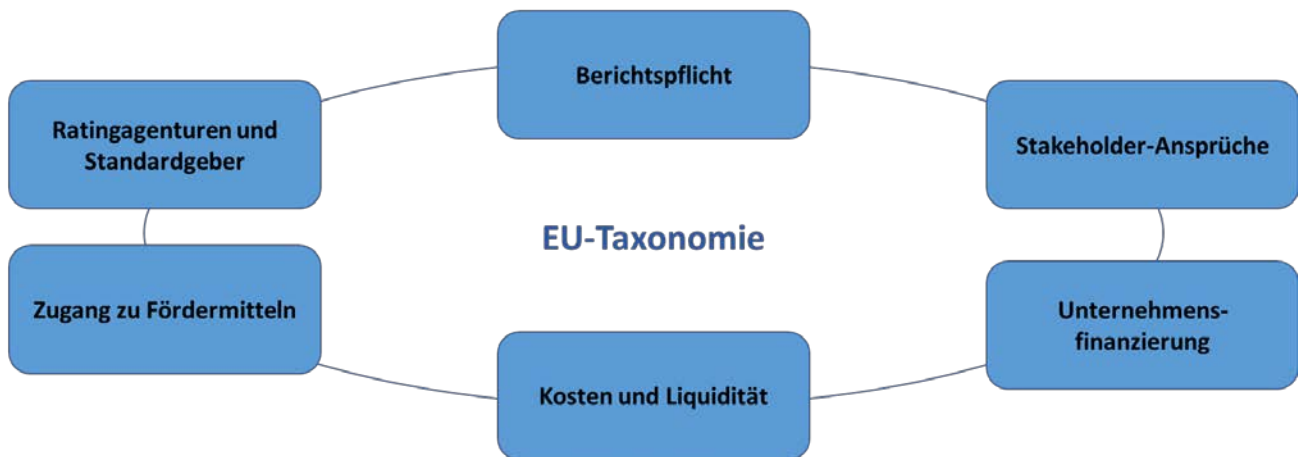 Berichtspflicht
Ratingagenturen und
Standardgeber
Stakeholder-Ansprüche
EU-Taxonomie
Zugang zu Fördermitteln
Unternehmens-
finanzierung
Kosten und Liquidität